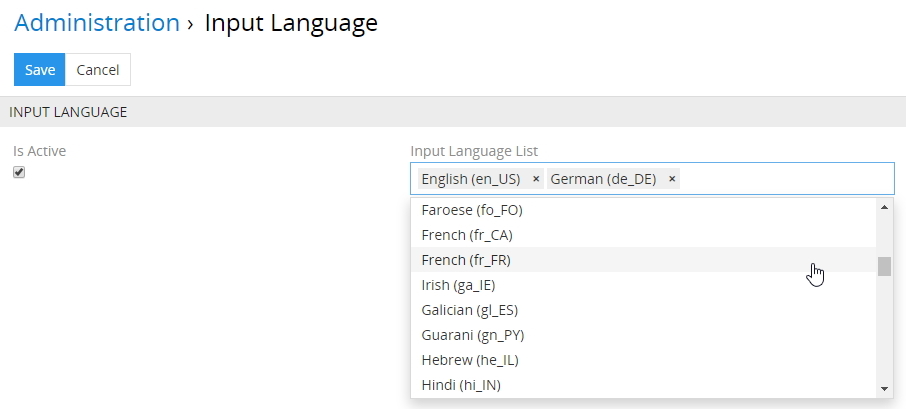 Administration › Input Language
Save Cancel
INPUT LANGUAGE
Is Active
Input Language List
English (en_US) × German (de_DE) ×
Faroese (fo_FO)
French (fr_CA)
French (fr_FR)
Irish (ga_IE)
Galician (gl_ES)
Guarani (gn_PY)
Hebrew (he_IL)
Hindi (hi_IN)